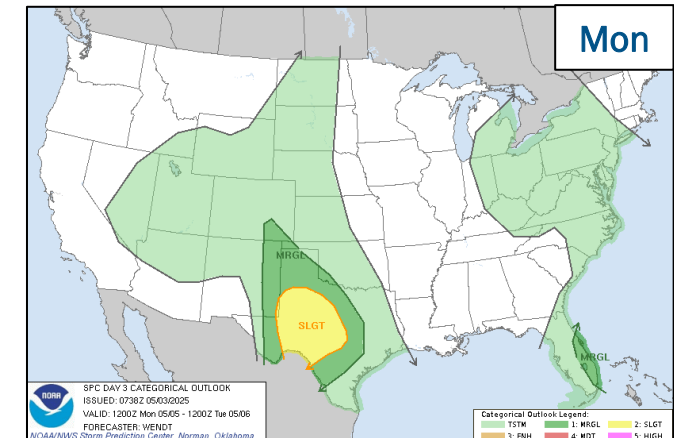 Mon
MRGL
SLGT
MRGL
NOAA
SPC DAY 3 CATEGORICAL OUTLOOK
ISSUED: 0738Z 05/03/2025
VALID: 1200Z Mon 05/05 - 1200Z Tue 05/06
FORECASTER: WENDT
NOAA/NWS Storm Prediction Center, Norman, Oklahoma
Categorical Outlook Legend:
TSTM 1: MRGL 2: SLGT
3: ENH 4: MDT 5: HIGH